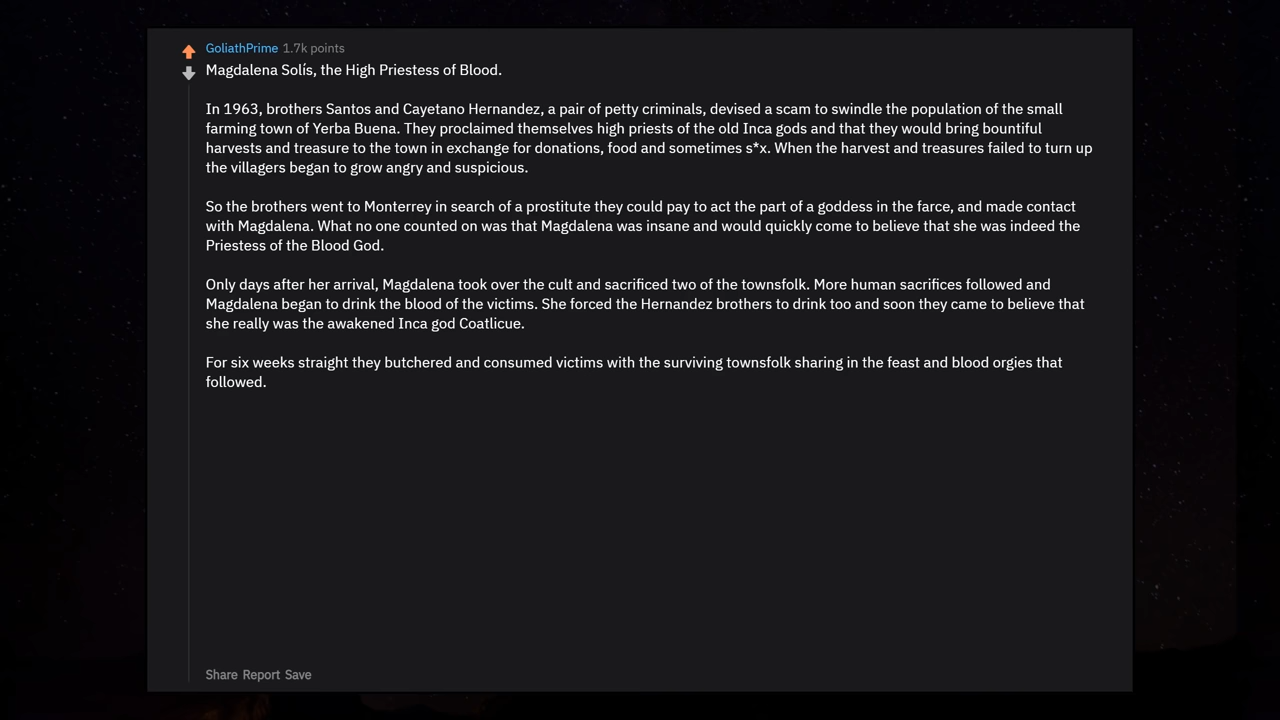 GoliathPrime 1.7k points
Magdalena Solís, the High Priestess of Blood.
In 1963, brothers Santos and Cayetano Hernandez, a pair of petty criminals, devised a scam to swindle the population of the small
farming town of Yerba Buena. They proclaimed themselves high priests of the old Inca gods and that they would bring bountiful
harvests and treasure to the town in exchange for donations, food and sometimes s*x. When the harvest and treasures failed to turn up
the villagers began to grow angry and suspicious.
So the brothers went to Monterrey in search of a prostitute they could pay to act the part of a goddess in the farce, and made contact
with Magdalena. What no one counted on was that Magdalena was insane and would quickly come to believe that she was indeed the
Priestess of the Blood God.
Only days after her arrival, Magdalena took over the cult and sacrificed two of the townsfolk. More human sacrifices followed and
Magdalena began to drink the blood of the victims. She forced the Hernandez brothers to drink too and soon they came to believe that
she really was the awakened Inca god Coatlicue.
For six weeks straight they butchered and consumed victims with the surviving townsfolk sharing in the feast and blood orgies that
followed.
Share Report Save